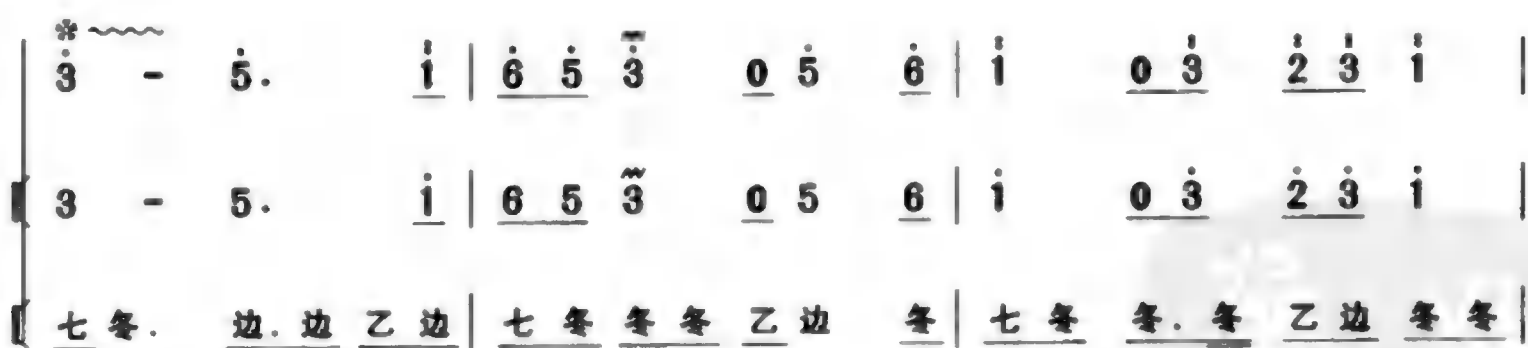 3̇ - 5̇. 1̈ | 6̇ 5̇ 3̇ 0 5̇ 6̇ | 1̈ 0 3̈ 2̈ 3̈ 1̈ |
3 - 5. 1̇ | 6 5 3 0 5 6 | 1̇ 0 3̇ 2̇ 3̇ 1̇ |
七冬. 边.边 乙边 | 七冬 冬冬 乙边 冬 | 七冬 冬.冬 乙边 冬冬 |